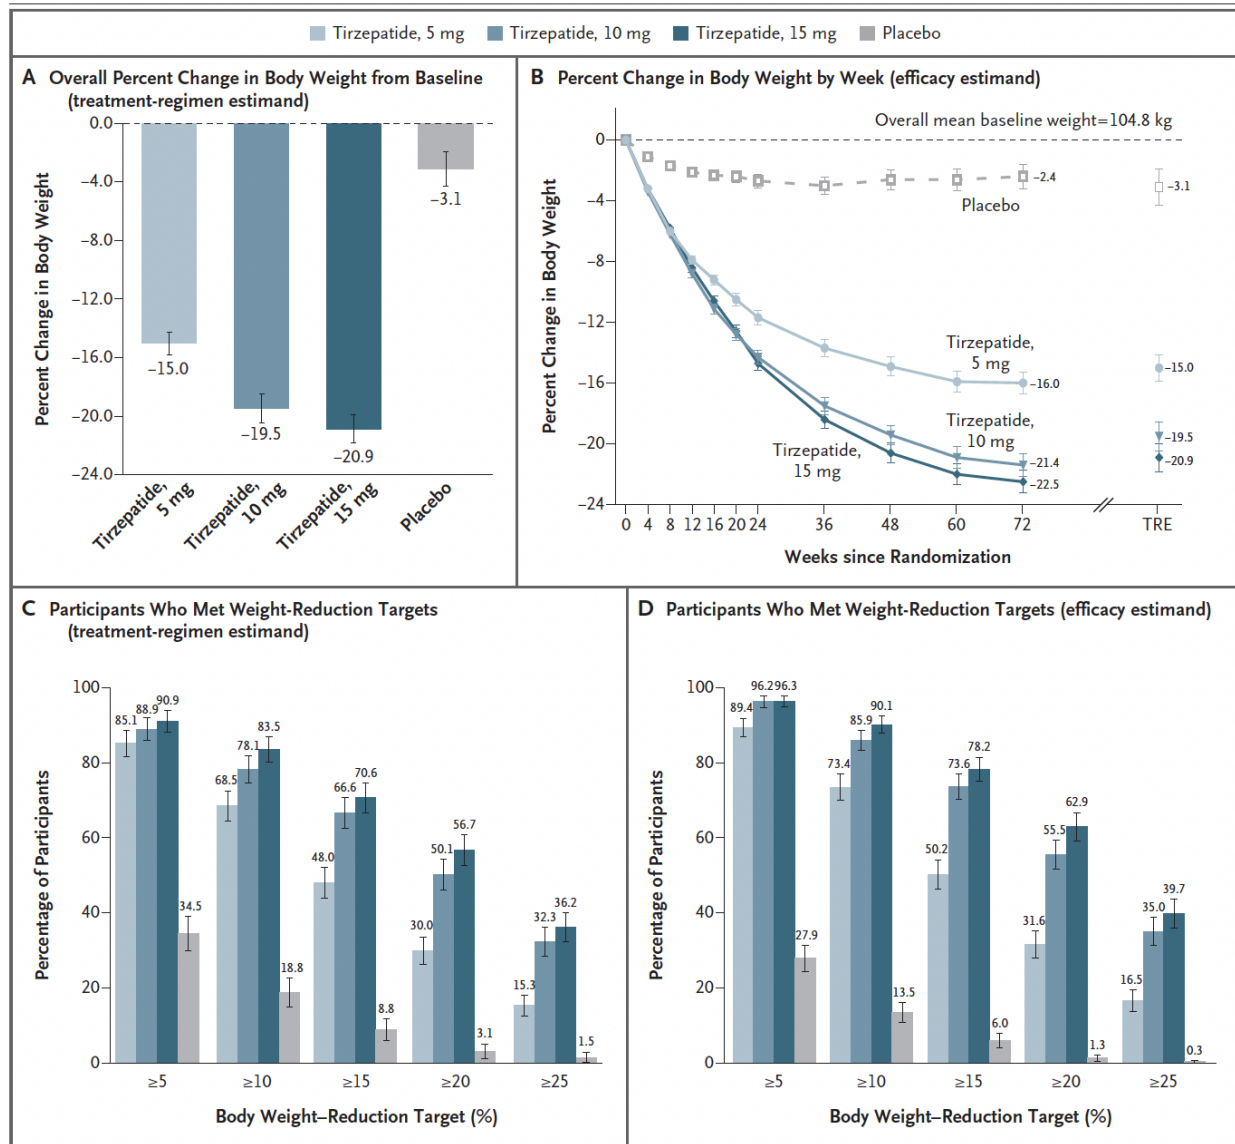 Tirzepatide, 5 mg Tirzepatide, 10 mg Tirzepatide, 15 mg Placebo
A Overall Percent Change in Body Weight from Baseline
(treatment-regimen estimand)
Percent Change in Body Weight
0.0
−4.0
−8.0
−12.0
−16.0
−20.0
−24.0
−15.0
−19.5
−20.9
−3.1
Tirzepatide,
5 mg
Tirzepatide,
10 mg
Tirzepatide,
15 mg
Placebo
B Percent Change in Body Weight by Week (efficacy estimand)
Overall mean baseline weight=104.8 kg
Percent Change in Body Weight
0
−4
−8
−12
−16
−20
−24
−2.4
−3.1
Placebo
Tirzepatide,
5 mg
−16.0
−15.0
Tirzepatide,
10 mg
−21.4
−19.5
Tirzepatide,
15 mg
−22.5
−20.9
0 4 8 12 16 20 24 36 48 60 72 TRE
Weeks since Randomization
C Participants Who Met Weight-Reduction Targets
(treatment-regimen estimand)
Percentage of Participants
100
80
60
40
20
0
85.1 88.9 90.9 34.5
68.5 78.1 83.5 18.8
48.0 66.6 70.6 8.8
30.0 50.1 56.7 3.1
15.3 32.3 36.2 1.5
≥5 ≥10 ≥15 ≥20 ≥25
Body Weight–Reduction Target (%)
D Participants Who Met Weight-Reduction Targets (efficacy estimand)
Percentage of Participants
100
80
60
40
20
0
89.4 96.2 96.3 27.9
73.4 85.9 90.1 13.5
50.2 73.6 78.2 6.0
31.6 55.5 62.9 1.3
16.5 35.0 39.7 0.3
≥5 ≥10 ≥15 ≥20 ≥25
Body Weight–Reduction Target (%)